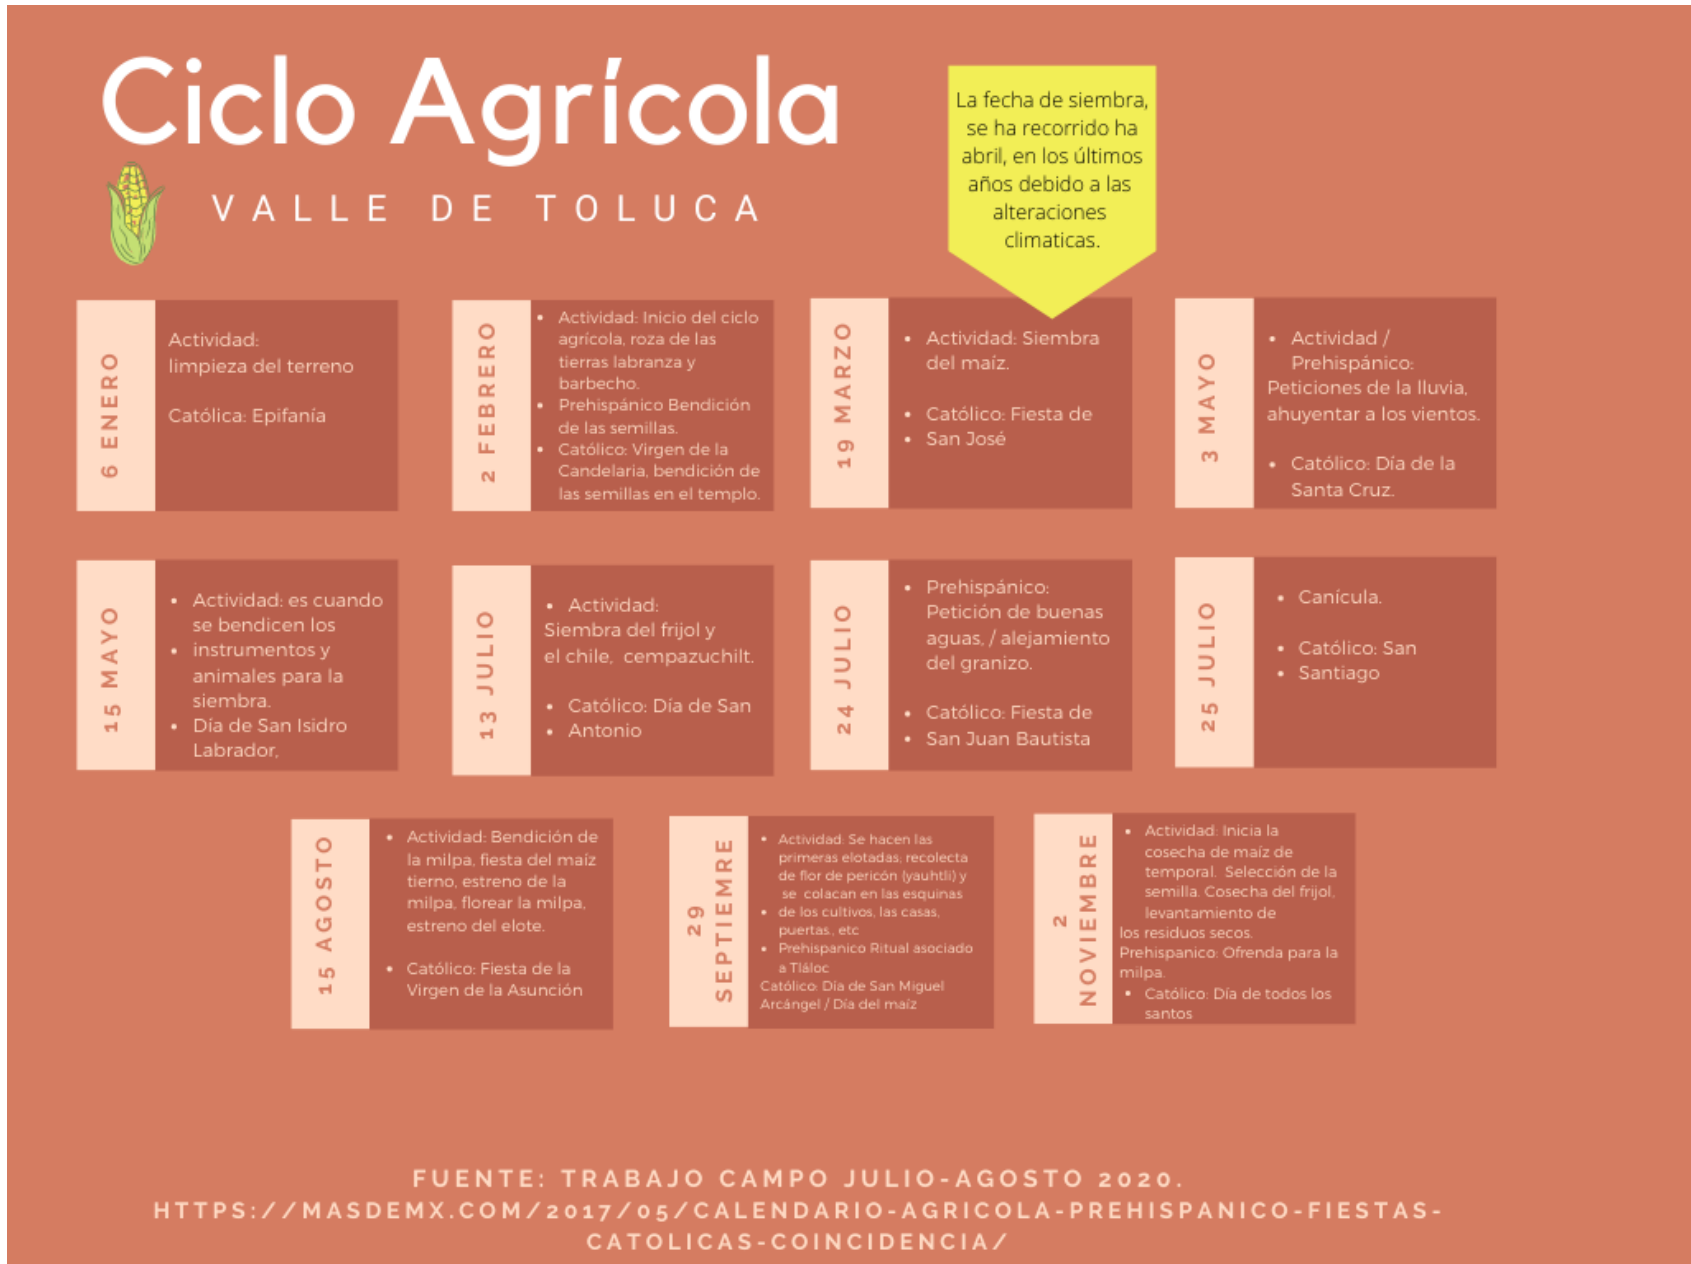 Ciclo Agrícola
VALLE DE TOLUCA
La fecha de siembra,
se ha recorrido ha
abril, en los últimos
años debido a las
alteraciones
climaticas.
6 ENERO
Actividad:
limpieza del terreno
Católica: Epifanía
2 FEBRERO
• Actividad: Inicio del ciclo
agrícola, roza de las
tierras labranza y
barbecho.
• Prehispánico Bendición
de las semillas.
• Católico: Virgen de la
Candelaria, bendición de
las semillas en el templo.
19 MARZO
• Actividad: Siembra
del maíz.
• Católico: Fiesta de
• San José
3 MAYO
• Actividad /
Prehispánico:
Peticiones de la lluvia,
ahuyentar a los vientos.
• Católico: Día de la
Santa Cruz.
15 MAYO
• Actividad: es cuando
se bendicen los
• instrumentos y
animales para la
siembra.
• Día de San Isidro
Labrador,
13 JULIO
• Actividad:
Siembra del frijol y
el chile, cempazuchilt.
• Católico: Día de San
• Antonio
24 JULIO
• Prehispánico:
Petición de buenas
aguas, / alejamiento
del granizo.
• Católico: Fiesta de
• San Juan Bautista
25 JULIO
• Canícula.
• Católico: San
• Santiago
15 AGOSTO
• Actividad: Bendición de
la milpa, fiesta del maíz
tierno, estreno de la
milpa, florear la milpa,
estreno del elote.
• Católico: Fiesta de la
Virgen de la Asunción
29
SEPTIEMRE
• Actividad: Se hacen las
primeras elotadas; recolecta
de flor de pericón (yauhtli) y
se colacan en las esquinas
• de los cultivos, las casas,
puertas., etc
• Prehispanico Ritual asociado
a Tláloc
Católico: Dia de San Miguel
Arcángel / Día del maíz
2
NOVIEMBRE
• Actividad: Inicia la
cosecha de maíz de
temporal. Selección de la
semilla. Cosecha del frijol,
levantamiento de
los residuos secos.
Prehispanico: Ofrenda para la
milpa.
• Católico: Día de todos los
santos
FUENTE: TRABAJO CAMPO JULIO-AGOSTO 2020.
HTTPS://MASDEMX.COM/2017/05/CALENDARIO-AGRICOLA-PREHISPANICO-FIESTAS-
CATOLICAS-COINCIDENCIA/